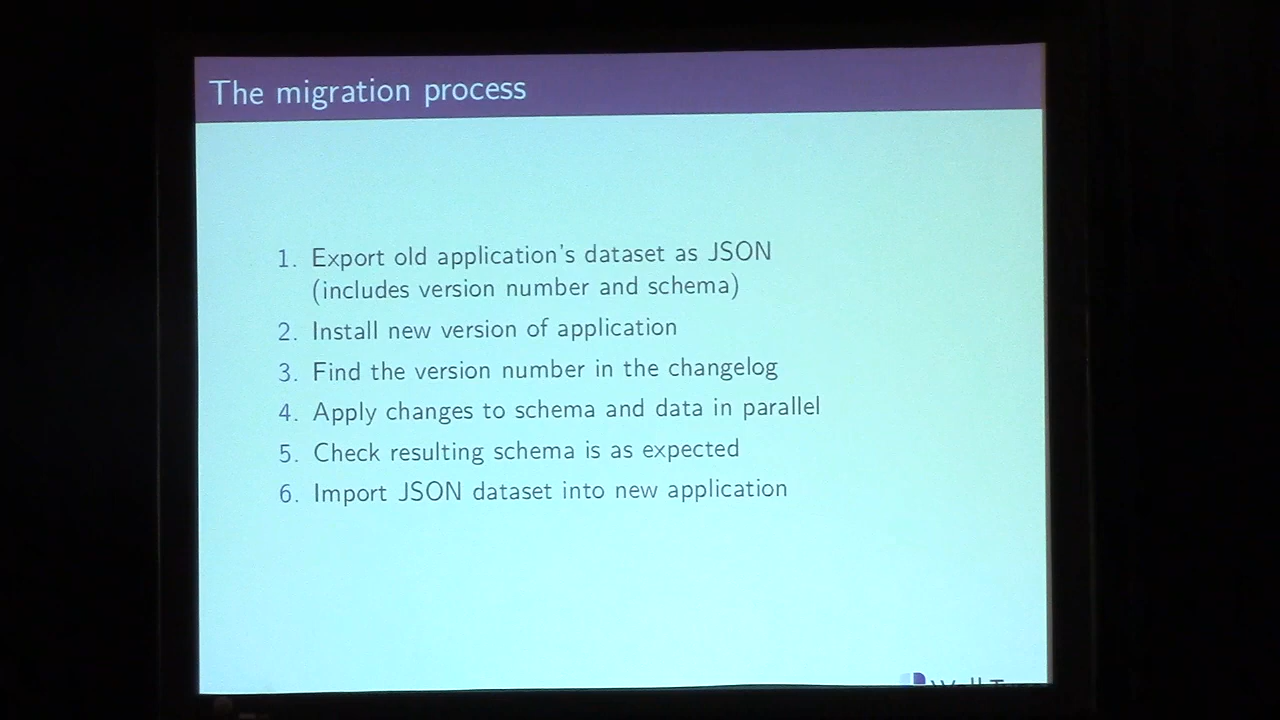 The migration process
1. Export old application's dataset as JSON
(includes version number and schema)
2. Install new version of application
3. Find the version number in the changelog
4. Apply changes to schema and data in parallel
5. Check resulting schema is as expected
6. Import JSON dataset into new application